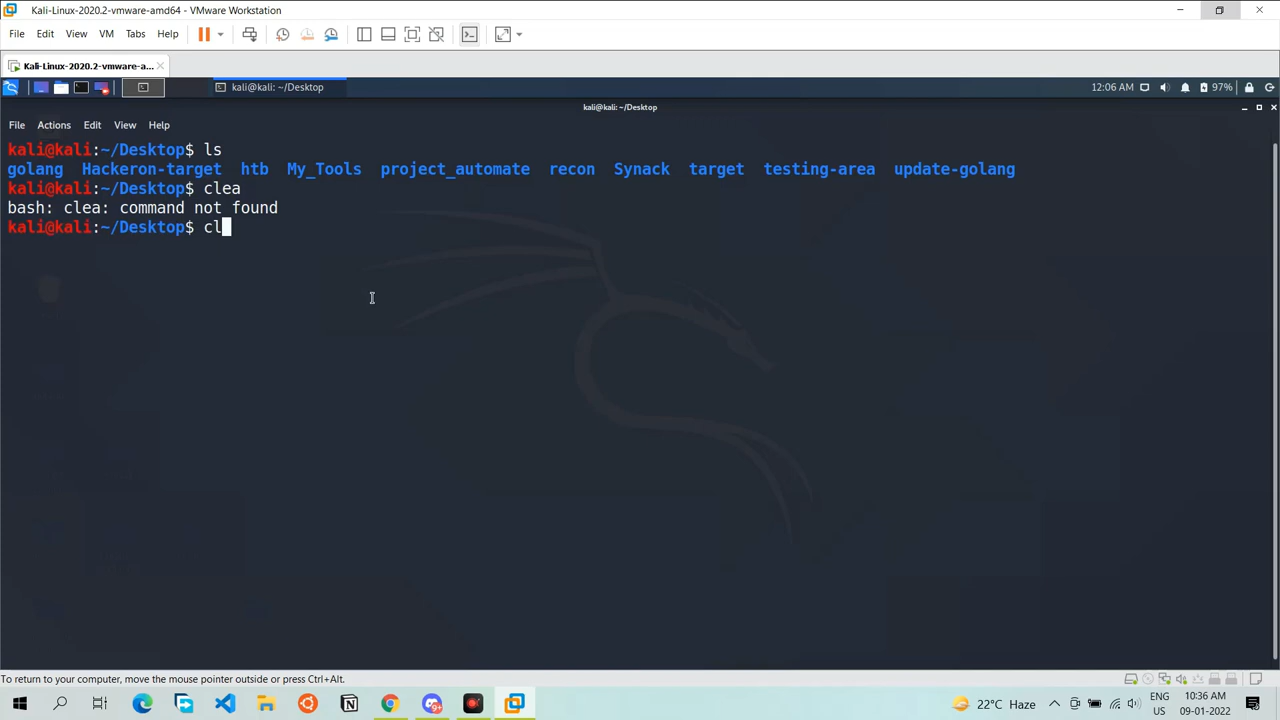 Kali-Linux-2020.2-vmware-amd64 - VMware Workstation
File Edit View VM Tabs Help
Kali-Linux-2020.2-vmware-a...
kali@kali: ~/Desktop 12:06 AM 97%
kali@kali: ~/Desktop
File Actions Edit View Help
kali@kali:~/Desktop$ ls
golang Hackeron-target htb My_Tools project_automate recon Synack target testing-area update-golang
kali@kali:~/Desktop$ clea
bash: clea: command not found
kali@kali:~/Desktop$ cl
To return to your computer, move the mouse pointer outside or press Ctrl+Alt.
9+ 22°C Haze ENG 10:36 AM
US 09-01-2022